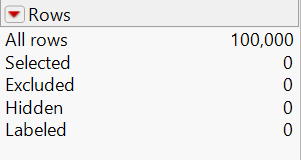 Rows
All rows 100,000
Selected 0
Excluded 0
Hidden 0
Labeled 0